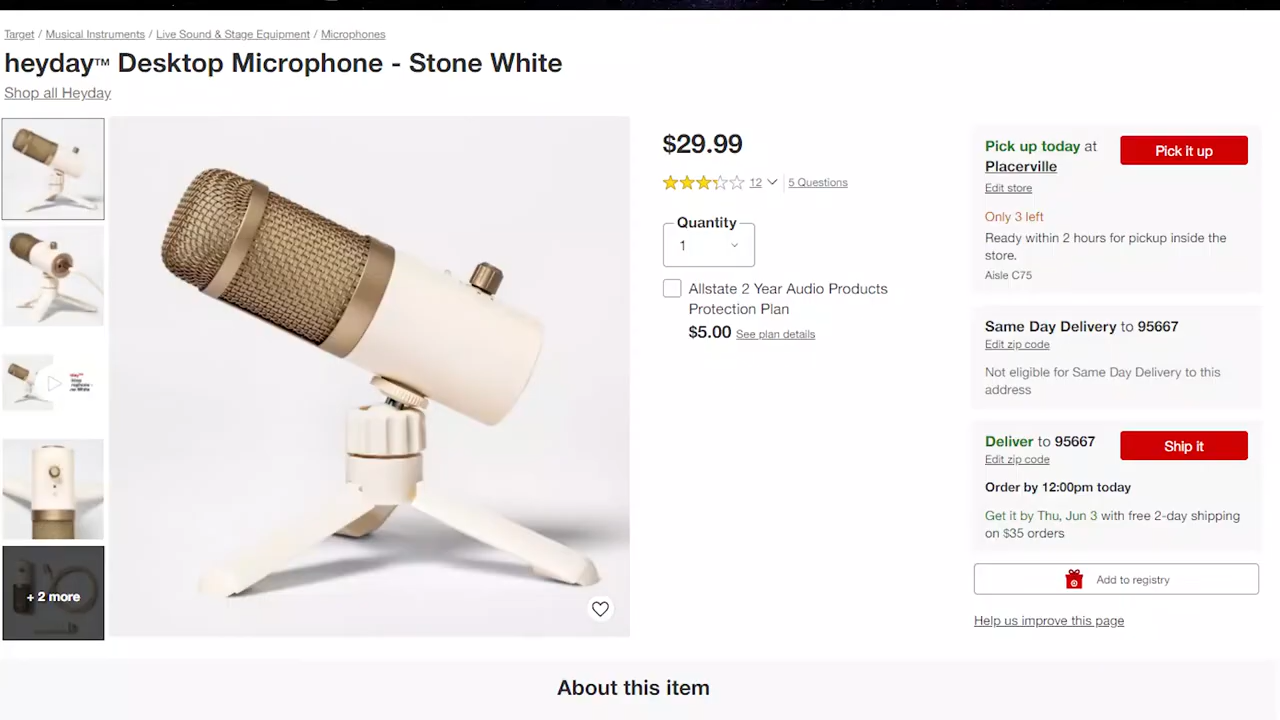 Target / Musical Instruments / Live Sound & Stage Equipment / Microphones
heyday™ Desktop Microphone - Stone White
Shop all Heyday
+ 2 more
$29.99
12
5 Questions
Quantity
1
Allstate 2 Year Audio Products
Protection Plan
$5.00 See plan details
Pick up today at
Placerville
Pick it up
Edit store
Only 3 left
Ready within 2 hours for pickup inside the
store.
Aisle C75
Same Day Delivery to 95667
Edit zip code
Not eligible for Same Day Delivery to this
address
Deliver to 95667
Ship it
Edit zip code
Order by 12:00pm today
Get it by Thu, Jun 3 with free 2-day shipping
on $35 orders
Add to registry
Help us improve this page
About this item